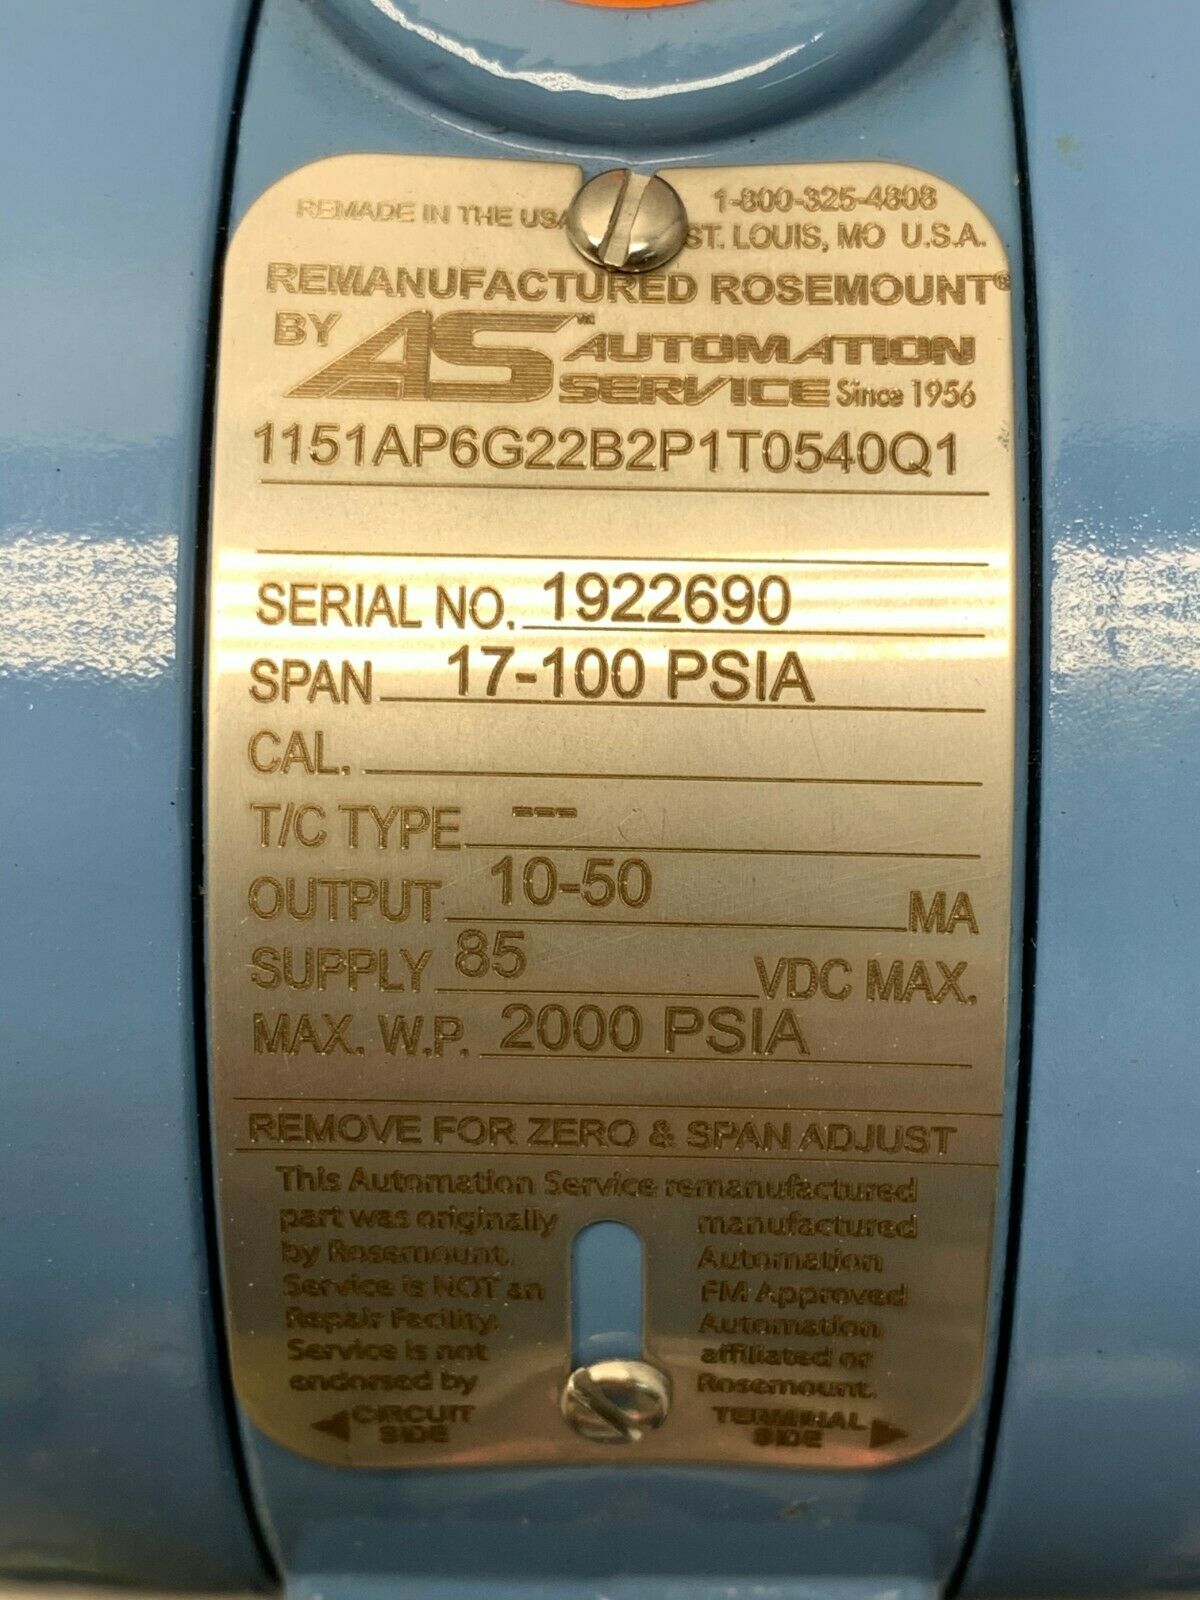 REMADE IN THE USA 1-800-325-4808
ST. LOUIS, MO U.S.A.
REMANUFACTURED ROSEMOUNT®
BY AS™ AUTOMATION
SERVICE Since 1956
1151AP6G22B2P1T0540Q1
SERIAL NO. 1922690
SPAN 17-100 PSIA
CAL.
T/C TYPE ---
OUTPUT 10-50 MA
SUPPLY 85 VDC MAX.
MAX. W.P. 2000 PSIA
REMOVE FOR ZERO & SPAN ADJUST
This Automation Service remanufactured
part was originally manufactured
by Rosemount. Automation
Service is NOT an FM Approved
Repair Facility. Automation
Service is not affiliated or
endorsed by Rosemount.
◀ CIRCUIT SIDE TERMINAL SIDE ▶